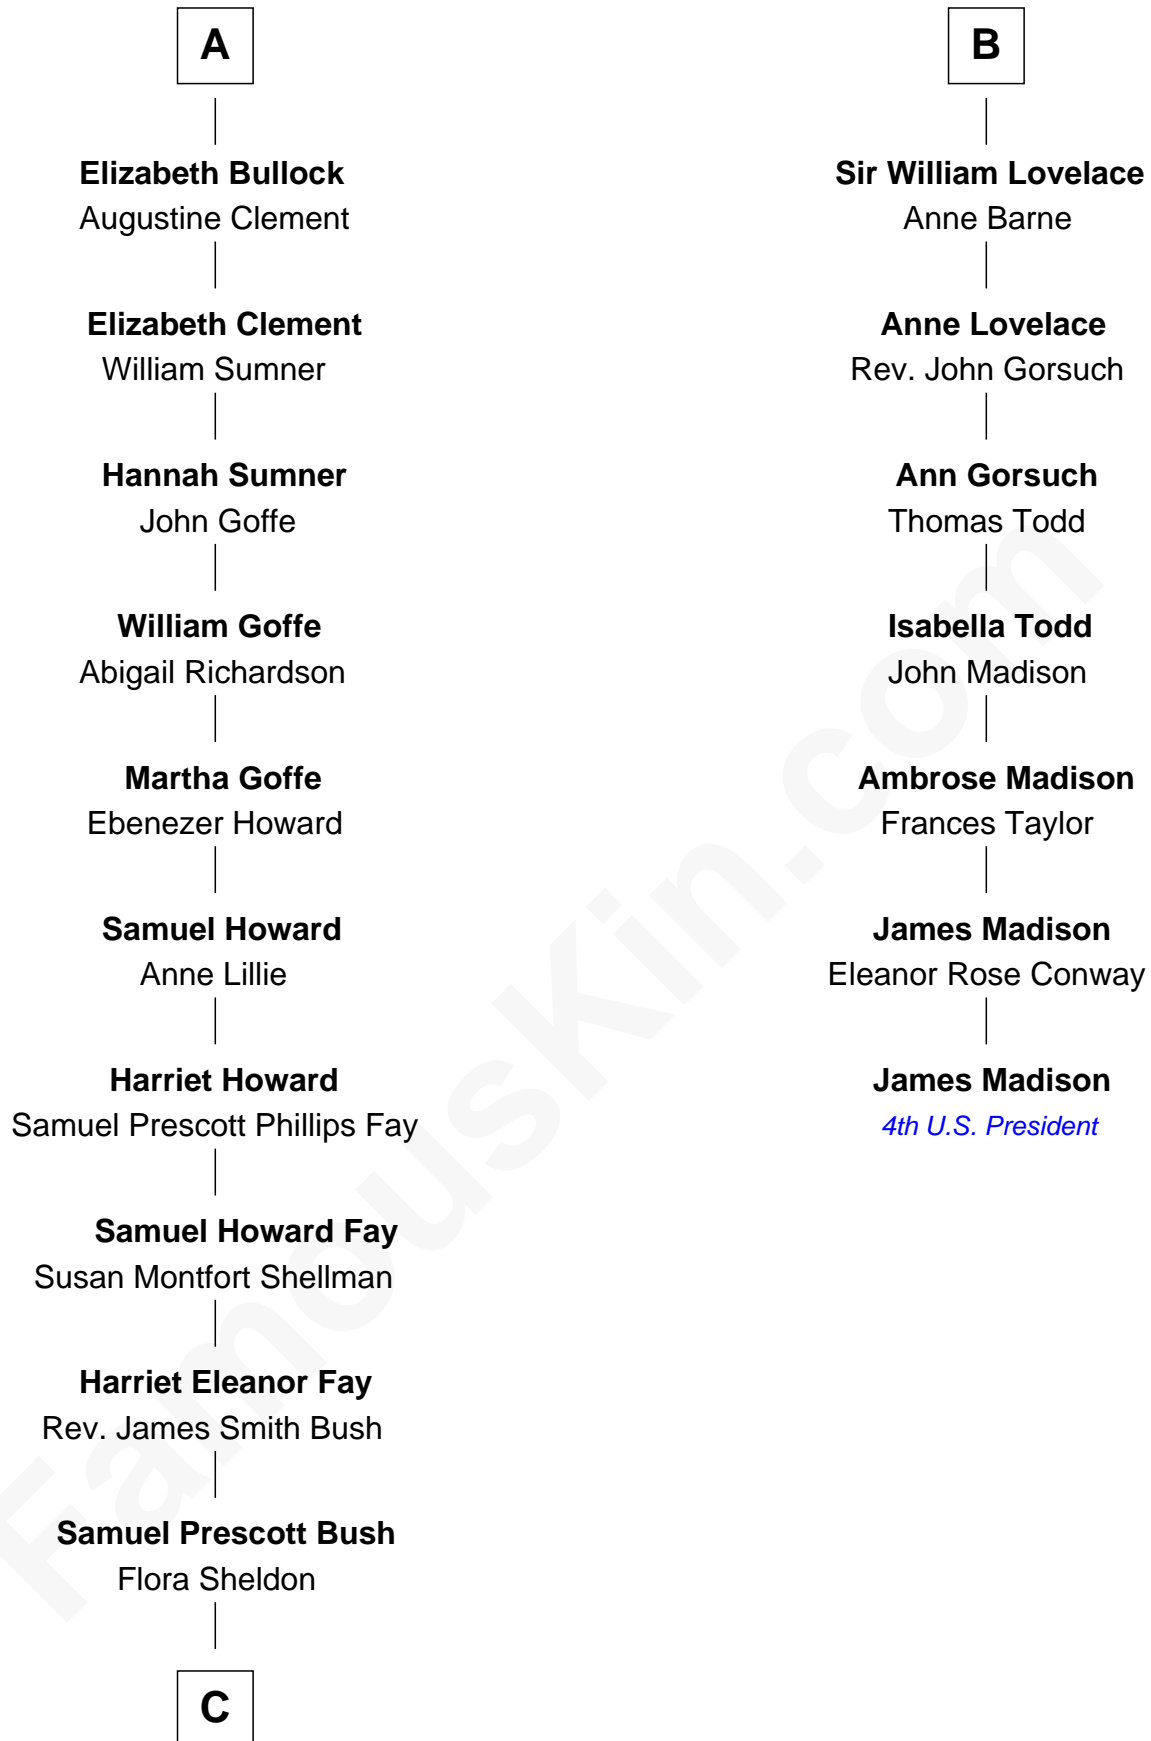 A
Elizabeth Bullock
Augustine Clement
Elizabeth Clement
William Sumner
Hannah Sumner
John Goffe
William Goffe
Abigail Richardson
Martha Goffe
Ebenezer Howard
Samuel Howard
Anne Lillie
Harriet Howard
Samuel Prescott Phillips Fay
Samuel Howard Fay
Susan Montfort Shellman
Harriet Eleanor Fay
Rev. James Smith Bush
Samuel Prescott Bush
Flora Sheldon
C
B
Sir William Lovelace
Anne Barne
Anne Lovelace
Rev. John Gorsuch
Ann Gorsuch
Thomas Todd
Isabella Todd
John Madison
Ambrose Madison
Frances Taylor
James Madison
Eleanor Rose Conway
James Madison
4th U.S. President
FamousKin.com